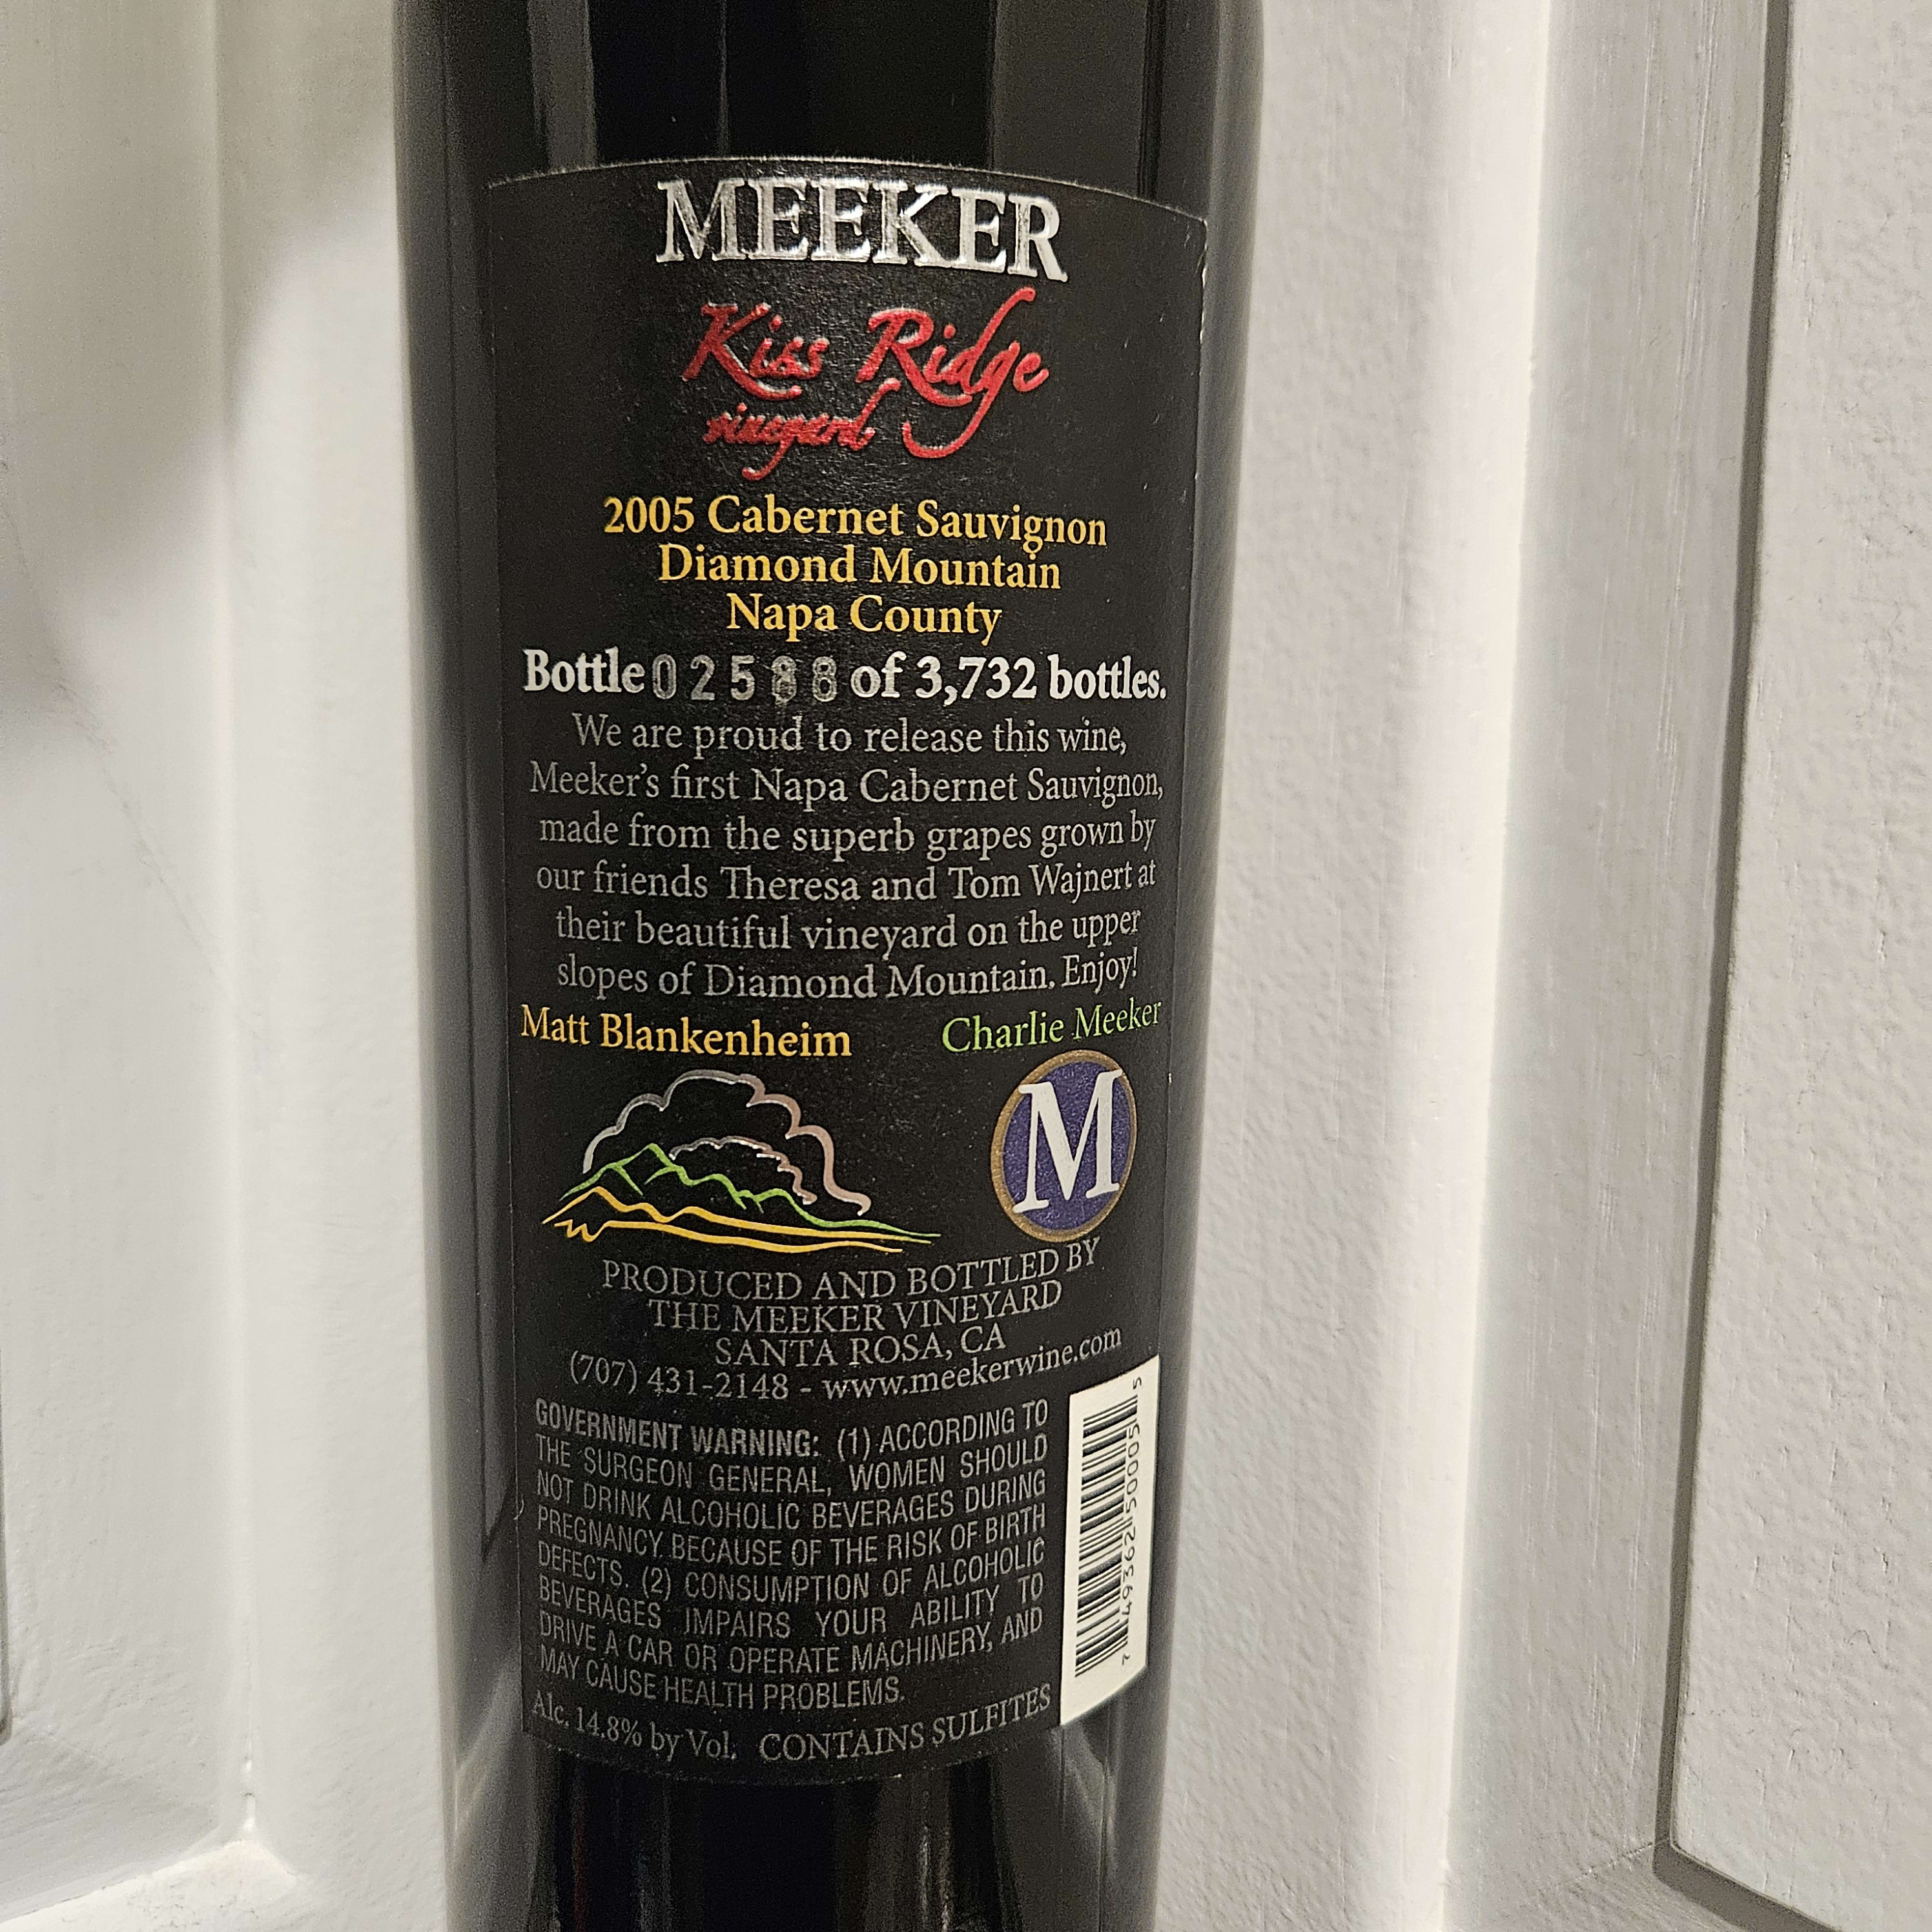 MEEKER
Kiss Ridge
vineyard
2005 Cabernet Sauvignon
Diamond Mountain
Napa County
Bottle 02588 of 3,732 bottles.
We are proud to release this wine,
Meeker's first Napa Cabernet Sauvignon,
made from the superb grapes grown by
our friends Theresa and Tom Wajnert at
their beautiful vineyard on the upper
slopes of Diamond Mountain. Enjoy!
Matt Blankenheim Charlie Meeker
M
PRODUCED AND BOTTLED BY
THE MEEKER VINEYARD
SANTA ROSA, CA
(707) 431-2148 - www.meekerwine.com
GOVERNMENT WARNING: (1) ACCORDING TO
THE SURGEON GENERAL, WOMEN SHOULD
NOT DRINK ALCOHOLIC BEVERAGES DURING
PREGNANCY BECAUSE OF THE RISK OF BIRTH
DEFECTS. (2) CONSUMPTION OF ALCOHOLIC
BEVERAGES IMPAIRS YOUR ABILITY TO
DRIVE A CAR OR OPERATE MACHINERY, AND
MAY CAUSE HEALTH PROBLEMS.
Alc. 14.8% by Vol. CONTAINS SULFITES
7 49362 50005 5